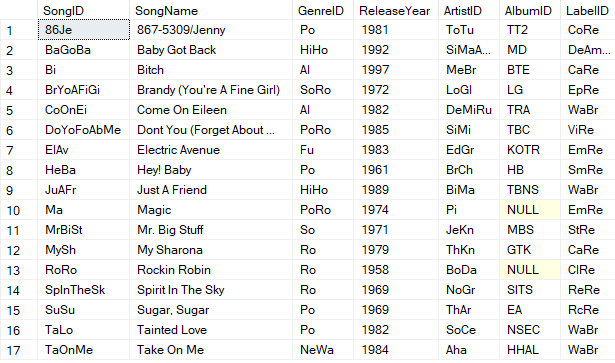 SongID SongName GenreID ReleaseYear ArtistID AlbumID LabelID
1 86Je 867-5309/Jenny Po 1981 ToTu TT2 CoRe
2 BaGoBa Baby Got Back HiHo 1992 SiMaA... MD DeAm...
3 Bi Bitch Al 1997 MeBr BTE CaRe
4 BrYoAFiGi Brandy (You're A Fine Girl) SoRo 1972 LoGl LG EpRe
5 CoOnEi Come On Eileen Al 1982 DeMiRu TRA WaBr
6 DoYoFoAbMe Dont You (Forget About ... PoRo 1985 SiMi TBC ViRe
7 ElAv Electric Avenue Fu 1983 EdGr KOTR EmRe
8 HeBa Hey! Baby Po 1961 BrCh HB SmRe
9 JuAFr Just A Friend HiHo 1989 BiMa TBNS WaBr
10 Ma Magic PoRo 1974 Pi NULL EmRe
11 MrBiSt Mr. Big Stuff So 1971 JeKn MBS StRe
12 MySh My Sharona Ro 1979 ThKn GTK CaRe
13 RoRo Rockin Robin Ro 1958 BoDa NULL ClRe
14 SpInTheSk Spirit In The Sky Ro 1969 NoGr SITS ReRe
15 SuSu Sugar, Sugar Po 1969 ThAr EA RcRe
16 TaLo Tainted Love Po 1982 SoCe NSEC WaBr
17 TaOnMe Take On Me NeWa 1984 Aha HHAL WaBr